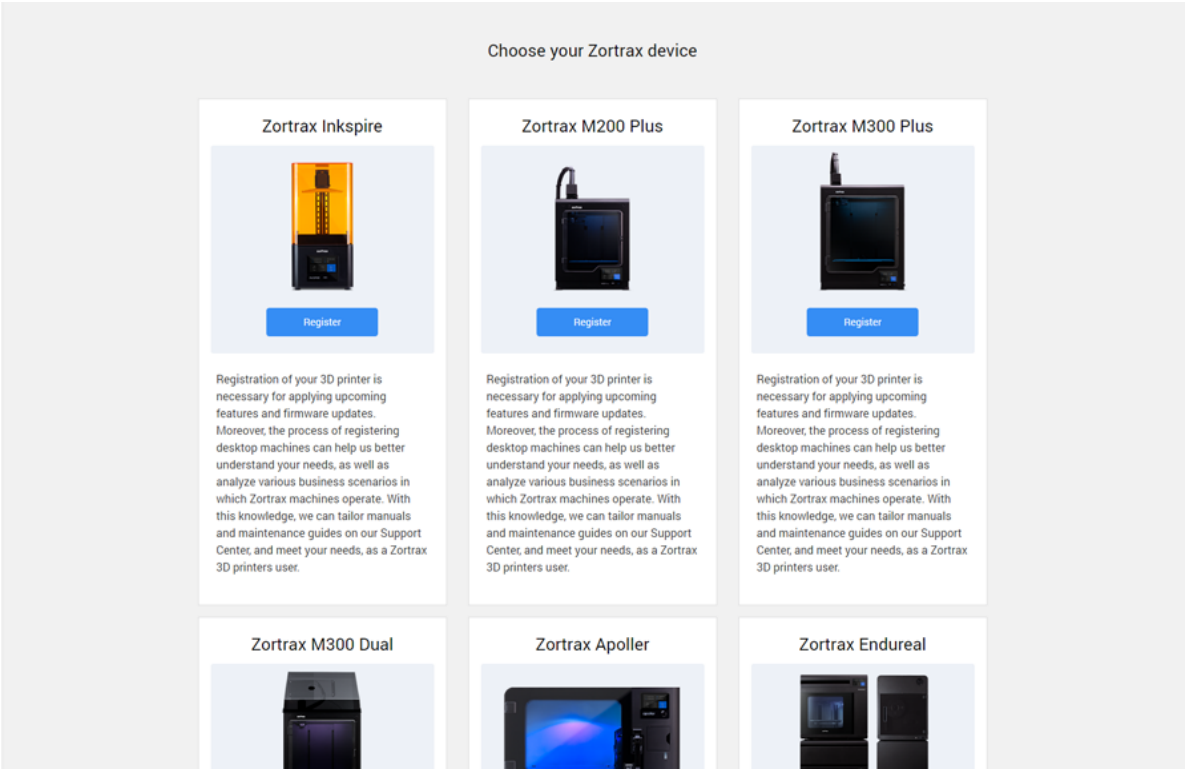 Choose your Zortrax device
Zortrax Inkspire
Register
Registration of your 3D printer is
necessary for applying upcoming
features and firmware updates.
Moreover, the process of registering
desktop machines can help us better
understand your needs, as well as
analyze various business scenarios in
which Zortrax machines operate. With
this knowledge, we can tailor manuals
and maintenance guides on our Support
Center, and meet your needs, as a Zortrax
3D printers user.
Zortrax M200 Plus
Register
Registration of your 3D printer is
necessary for applying upcoming
features and firmware updates.
Moreover, the process of registering
desktop machines can help us better
understand your needs, as well as
analyze various business scenarios in
which Zortrax machines operate. With
this knowledge, we can tailor manuals
and maintenance guides on our Support
Center, and meet your needs, as a Zortrax
3D printers user.
Zortrax M300 Plus
Register
Registration of your 3D printer is
necessary for applying upcoming
features and firmware updates.
Moreover, the process of registering
desktop machines can help us better
understand your needs, as well as
analyze various business scenarios in
which Zortrax machines operate. With
this knowledge, we can tailor manuals
and maintenance guides on our Support
Center, and meet your needs, as a Zortrax
3D printers user.
Zortrax M300 Dual
Zortrax Apoller
Zortrax Endureal